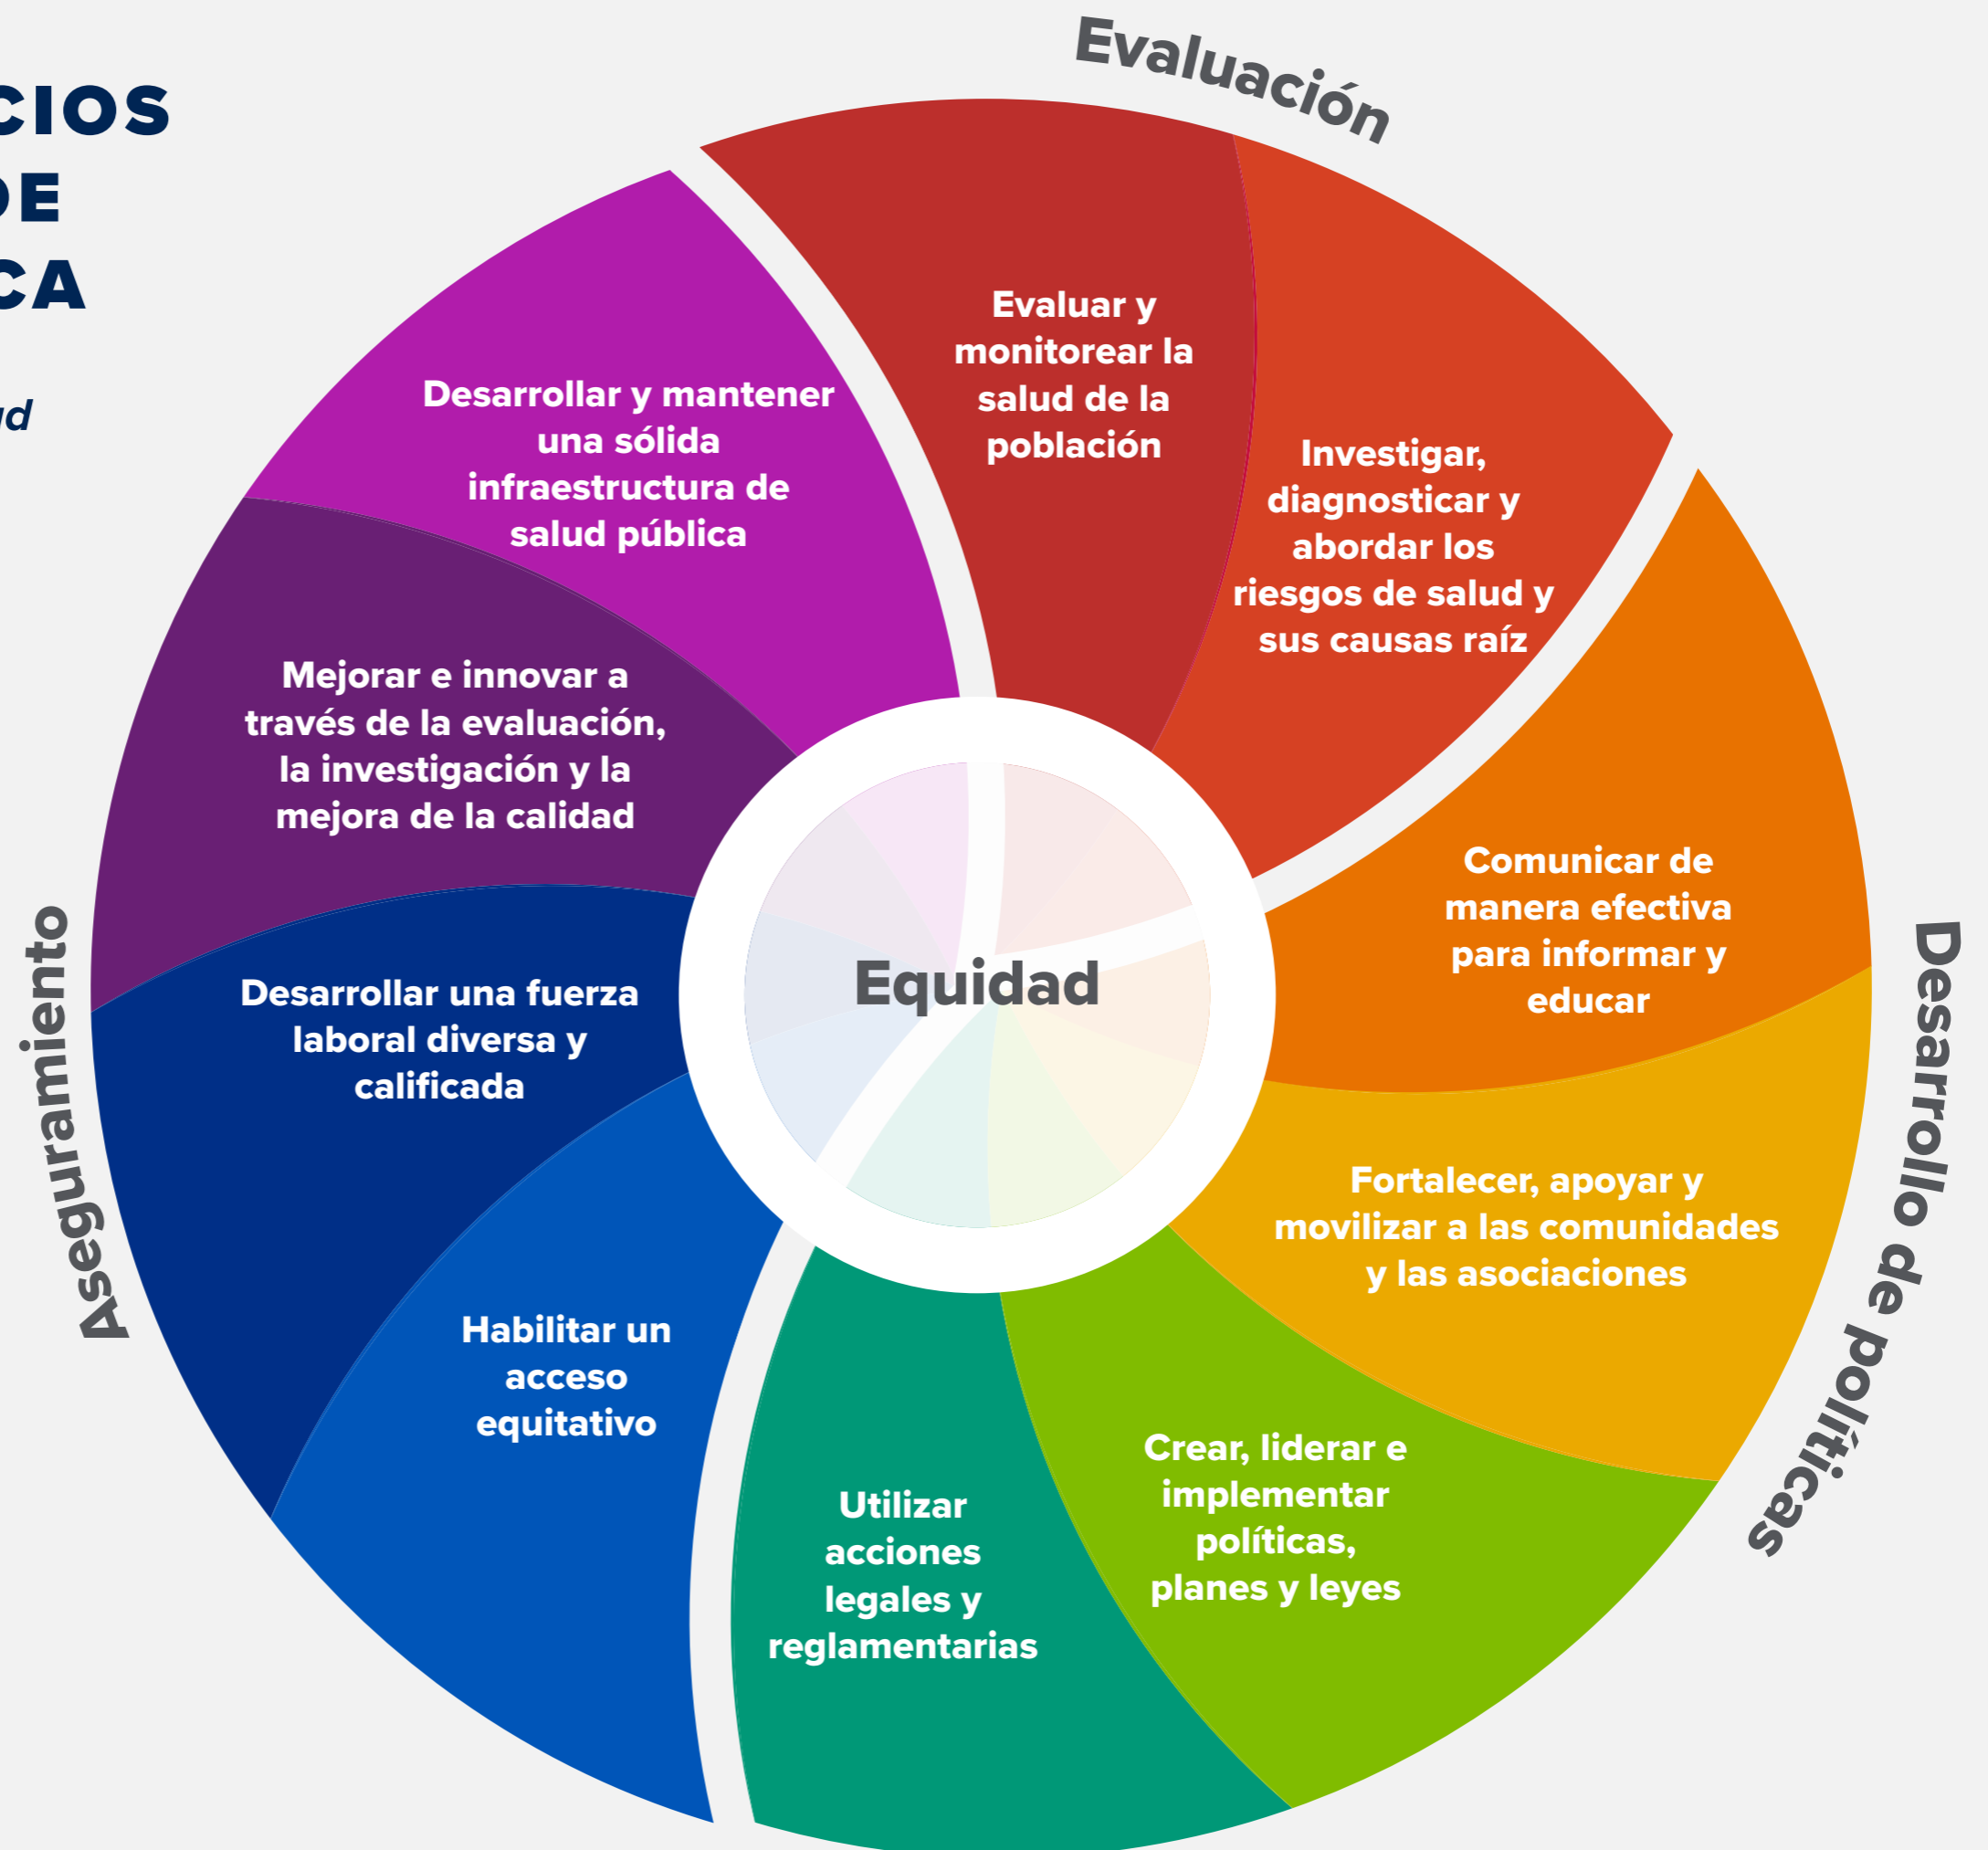 CIOS
DE
CA
ud
Evaluación
Evaluar y
monitorear la
salud de la
población
Investigar,
diagnosticar y
abordar los
riesgos de salud y
sus causas raíz
Desarrollo de políticas
Comunicar de
manera efectiva
para informar y
educar
Fortalecer, apoyar y
movilizar a las comunidades
y las asociaciones
Crear, liderar e
implementar
políticas,
planes y leyes
Utilizar
acciones
legales y
reglamentarias
Aseguramiento
Habilitar un
acceso
equitativo
Desarrollar una fuerza
laboral diversa y
calificada
Mejorar e innovar a
través de la evaluación,
la investigación y la
mejora de la calidad
Desarrollar y mantener
una sólida
infraestructura de
salud pública
Equidad